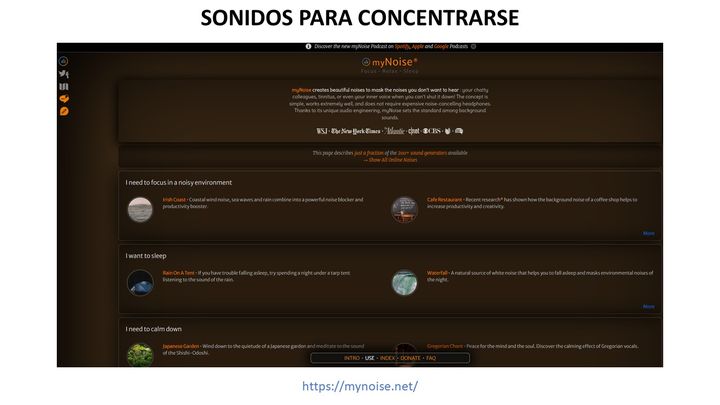 SONIDOS PARA CONCENTRARSE
Discover the new myNoise Podcast on Spotify, Apple and Google Podcasts
myNoise®
Focus · Relax · Sleep
myNoise creates beautiful noises to mask the noises you don't want to hear : your chatty
colleagues, tinnitus, or even your inner voice when you can't shut it down! The concept is
simple, works extremely well, and does not require expensive noise-cancelling headphones.
Thanks to its unique audio engineering, myNoise sets the standard among background
sounds.
WSJ · The New York Times · The Atlantic · c|net · CBS
This page describes just a fraction of the 200+ sound generators available
→ Show All Online Noises
I need to focus in a noisy environment
Irish Coast · Coastal wind noise, sea waves and rain combine into a powerful noise blocker and
productivity booster.
Cafe Restaurant · Recent research* has shown how the background noise of a coffee shop helps to
increase productivity and creativity.
More
I want to sleep
Rain On A Tent · If you have trouble falling asleep, try spending a night under a tarp tent
listening to the sound of the rain.
Waterfall · A natural source of white noise that helps you to fall asleep and masks environmental noises of
the night.
More
I need to calm down
Japanese Garden · Wind down to the quietude of a Japanese garden and meditate to the sound
of the Shishi-Odoshi.
Gregorian Chant · Peace for the mind and the soul. Discover the calming effect of Gregorian vocals.
INTRO · USE · INDEX · DONATE · FAQ
https://mynoise.net/